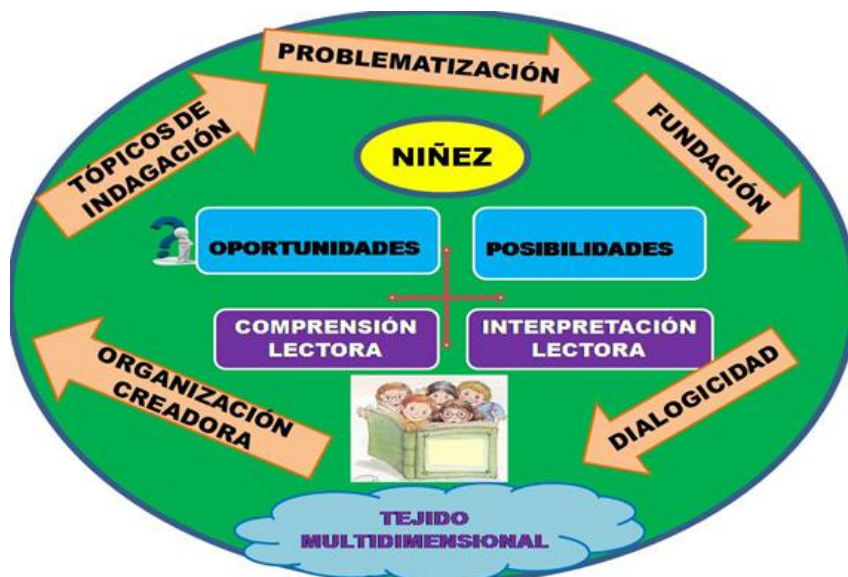 PROBLEMATIZACIÓN
TÓPICOS DE
INDAGACIÓN
FUNDACIÓN
NIÑEZ
OPORTUNIDADES
POSIBILIDADES
COMPRENSIÓN
LECTORA
INTERPRETACIÓN
LECTORA
ORGANIZACIÓN
CREADORA
DIALOGICIDAD
TEJIDO
MULTIDIMENSIONAL